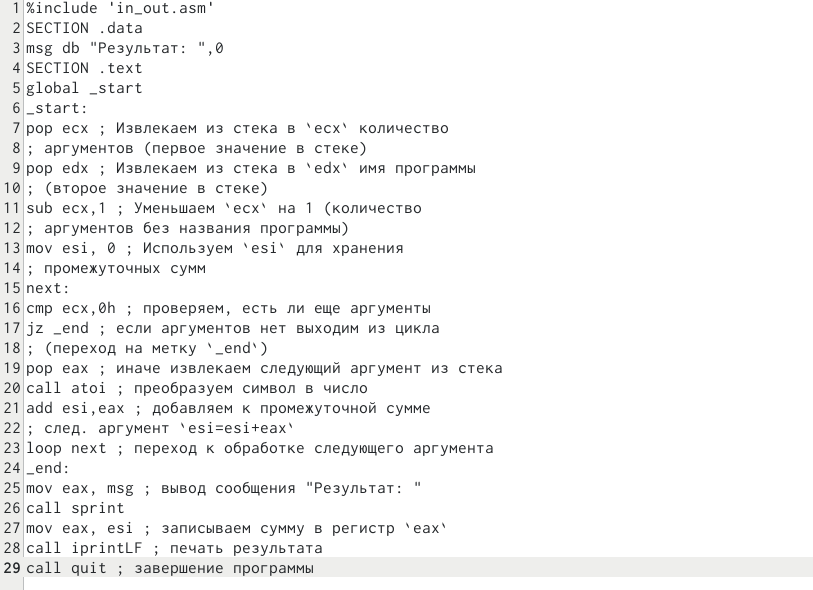 1 %include 'in_out.asm'
2 SECTION .data
3 msg db "Результат: ",0
4 SECTION .text
5 global _start
6 _start:
7 pop ecx ; Извлекаем из стека в `ecx` количество
8 ; аргументов (первое значение в стеке)
9 pop edx ; Извлекаем из стека в `edx` имя программы
10 ; (второе значение в стеке)
11 sub ecx,1 ; Уменьшаем `ecx` на 1 (количество
12 ; аргументов без названия программы)
13 mov esi, 0 ; Используем `esi` для хранения
14 ; промежуточных сумм
15 next:
16 cmp ecx,0h ; проверяем, есть ли еще аргументы
17 jz _end ; если аргументов нет выходим из цикла
18 ; (переход на метку `_end`)
19 pop eax ; иначе извлекаем следующий аргумент из стека
20 call atoi ; преобразуем символ в число
21 add esi,eax ; добавляем к промежуточной сумме
22 ; след. аргумент `esi=esi+eax`
23 loop next ; переход к обработке следующего аргумента
24 _end:
25 mov eax, msg ; вывод сообщения "Результат: "
26 call sprint
27 mov eax, esi ; записываем сумму в регистр `eax`
28 call iprintLF ; печать результата
29 call quit ; завершение программы